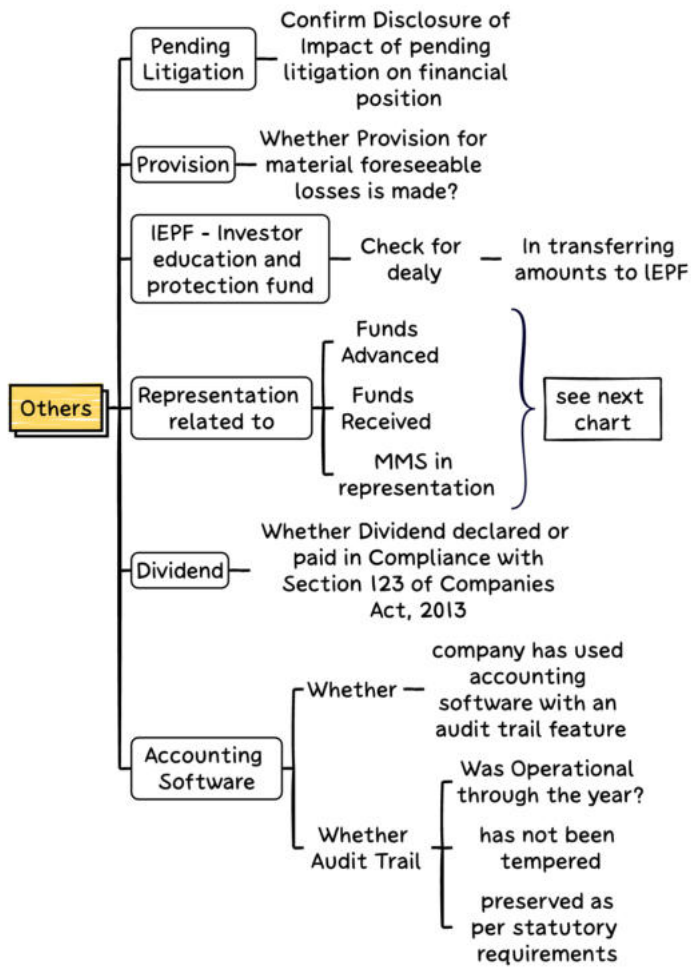 Pending
Litigation
Confirm Disclosure of
Impact of pending
litigation on financial
position
Provision
Whether Provision for
material foreseeable
losses is made?
IEPF - Investor
education and
protection fund
Check for
dealy
In transferring
amounts to IEPF
Others
Representation
related to
Funds
Advanced
Funds
Received
MMS in
representation
see next
chart
Dividend
Whether Dividend declared or
paid in Compliance with
Section 123 of Companies
Act, 2013
Accounting
Software
Whether
company has used
accounting
software with an
audit trail feature
Whether
Audit Trail
Was Operational
through the year?
has not been
tempered
preserved as
per statutory
requirements